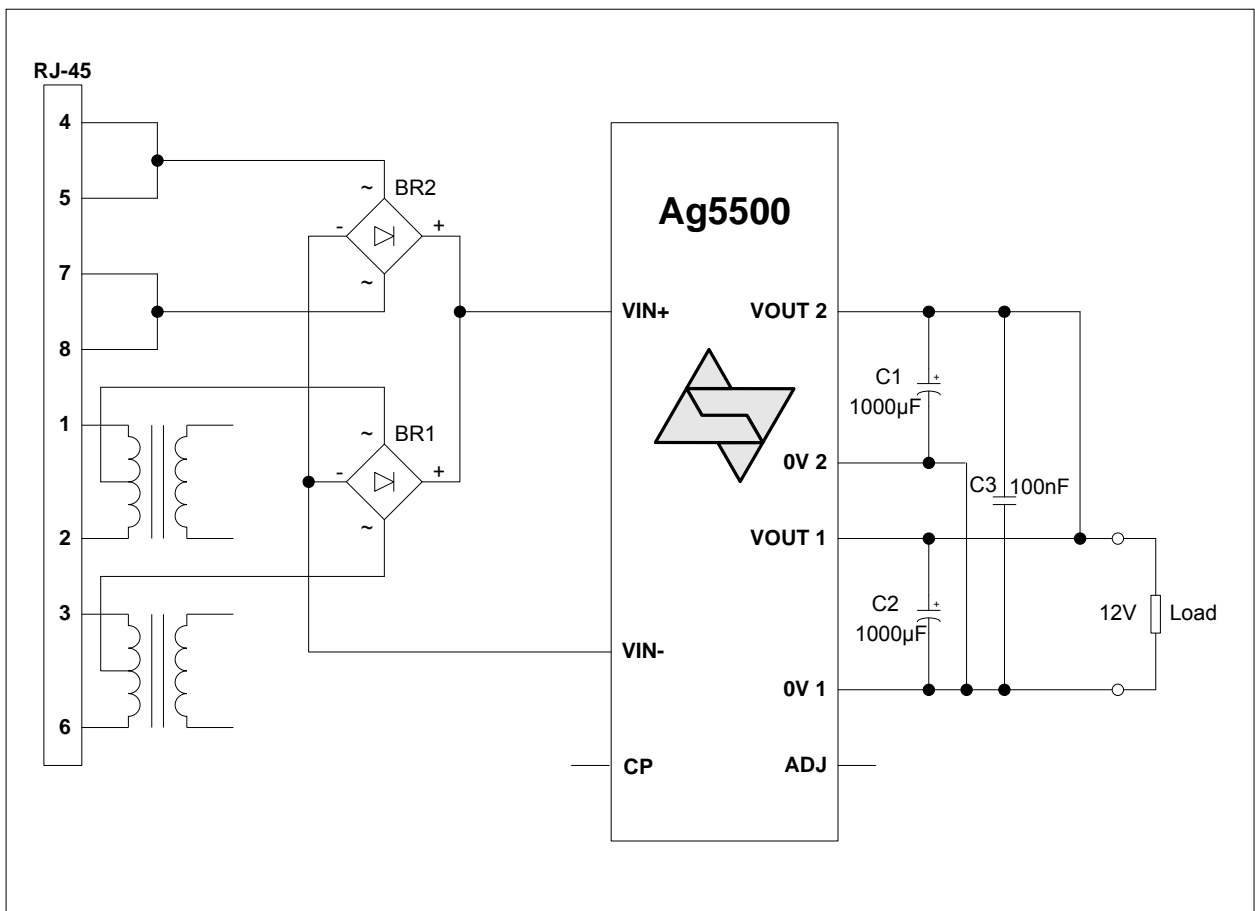 RJ-45
4
5
7
8
1
2
3
6
~ BR2
- +
~
~ BR1
- +
~
Ag5500
VIN+
VIN-
CP
VOUT 2
0V 2
VOUT 1
0V 1
ADJ
C1 +
1000µF
C3 100nF
C2 +
1000µF
12V Load